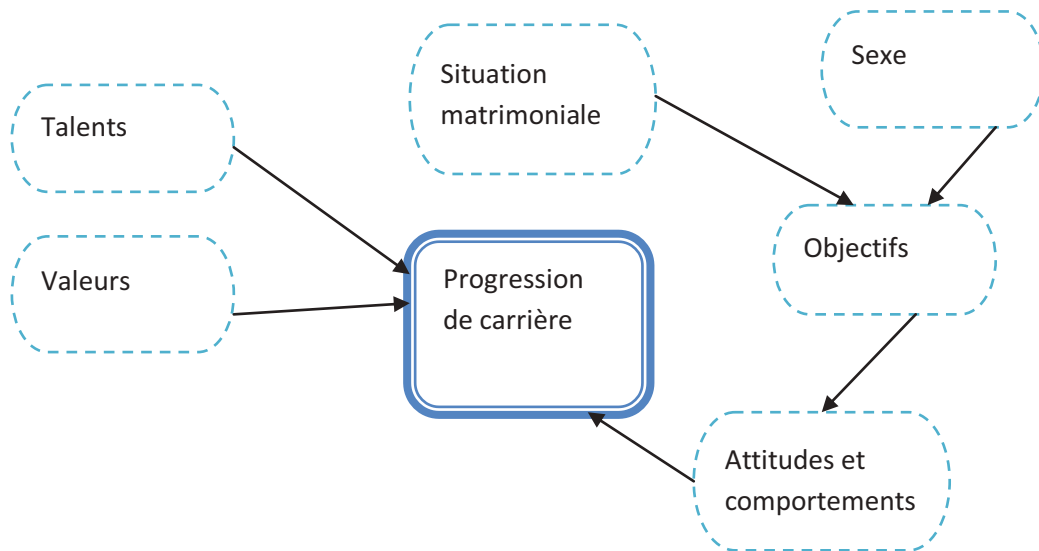 Sexe
Situation
matrimoniale
Talents
Objectifs
Valeurs
Progression
de carrière
Attitudes et
comportements